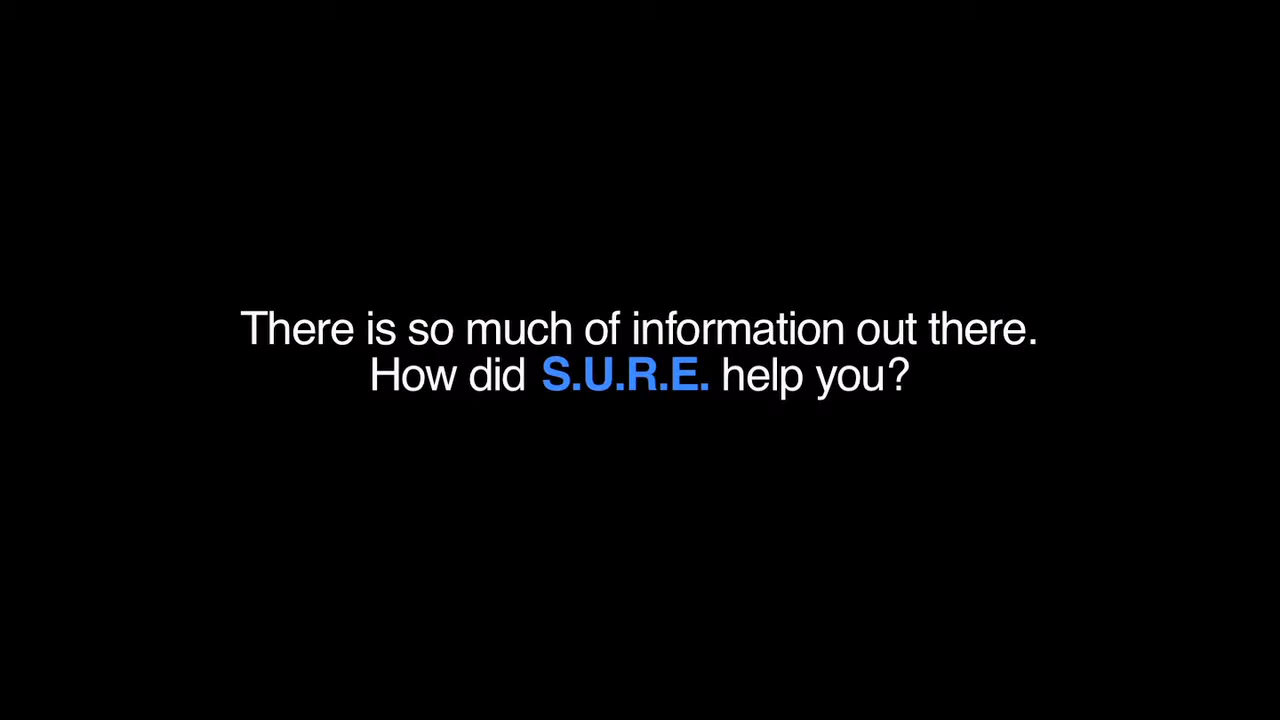 There is so much of information out there.
How did S.U.R.E. help you?